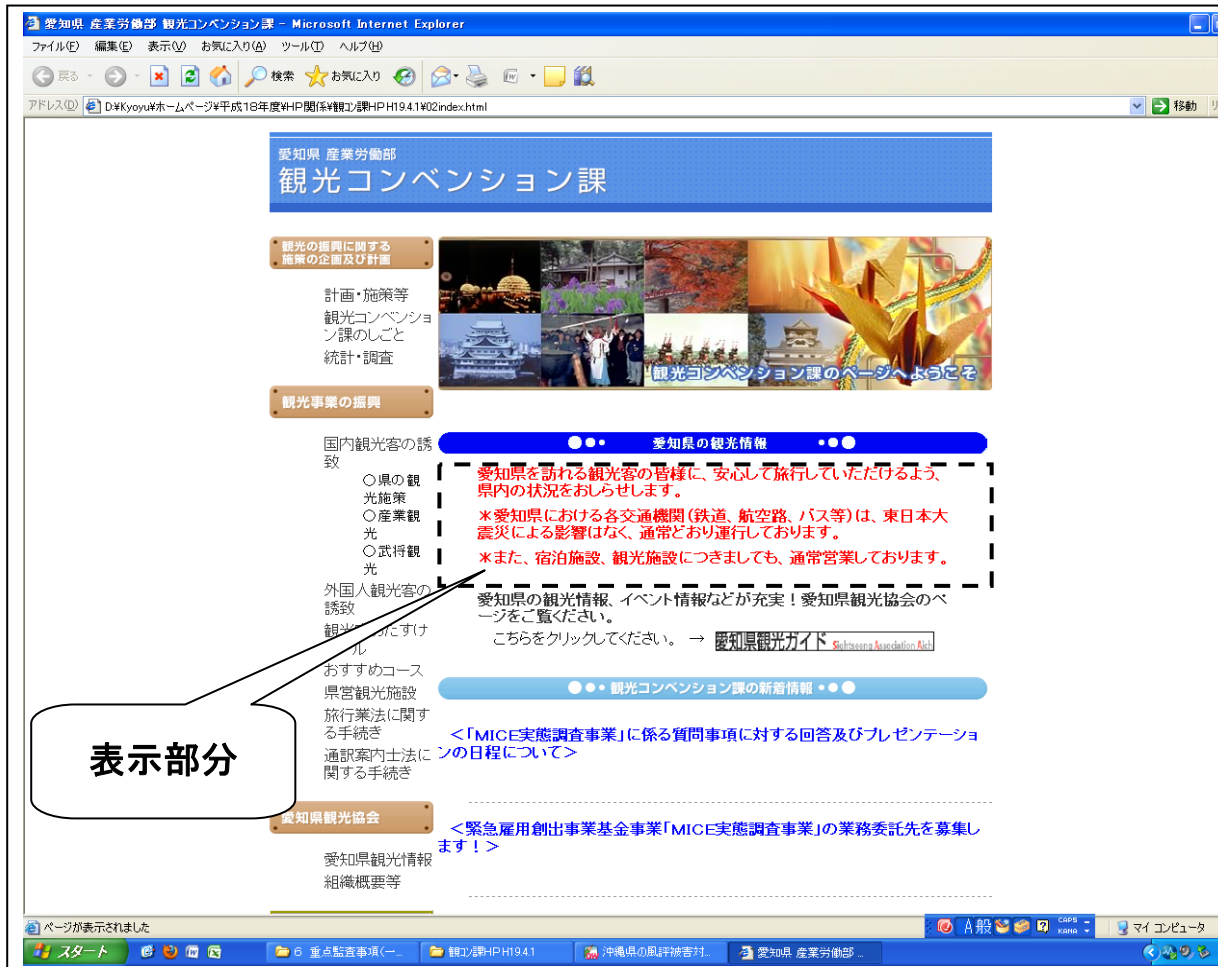 愛知県 産業労働部 観光コンベンション課 - Microsoft Internet Explorer
ファイル(F) 編集(E) 表示(V) お気に入り(A) ツール(T) ヘルプ(H)
戻る 検索 お気に入り
アドレス(D) D:¥Kyoyu¥ホームページ¥平成18年度¥HP関係¥観コン課HP H19.4.1¥02index.html 移動
愛知県 産業労働部
観光コンベンション課
観光の振興に関する
施策の企画及び計画
計画・施策等
観光コンベンショ
ン課のしごと
統計・調査
観光コンベンション課のページへようこそ
観光事業の振興
国内観光客の誘
致
○県の観
光施策
○産業観
光
○武将観
光
外国人観光客の
誘致
おすすめコース
県営観光施設
旅行業法に関す
る手続き
通訳案内士法に
関する手続き
愛知県観光協会
愛知県観光情報
組織概要等
愛知県の観光情報
愛知県を訪れる観光客の皆様に、安心して旅行していただけるよう、
県内の状況をおしらせします。
＊愛知県における各交通機関（鉄道、航空路、バス等）は、東日本大
震災による影響はなく、通常どおり運行しております。
＊また、宿泊施設、観光施設につきましても、通常営業しております。
愛知県の観光情報、イベント情報などが充実！愛知県観光協会のペ
ージをご覧ください。
こちらをクリックしてください。 → 愛知県観光ガイド Sightseeng Association Aich
観光コンベンション課の新着情報
＜「MICE実態調査事業」に係る質問事項に対する回答及びプレゼンテーショ
ンの日程について＞
＜緊急雇用創出事業基金事業「MICE実態調査事業」の業務委託先を募集し
ます！＞
表示部分
ページが表示されました
A 般 CAPS KANA
マイ コンピュータ
スタート
6 重点監査事項(一...
観コン課HP H19.4.1
沖縄県の風評被害対...
愛知県 産業労働部 ...